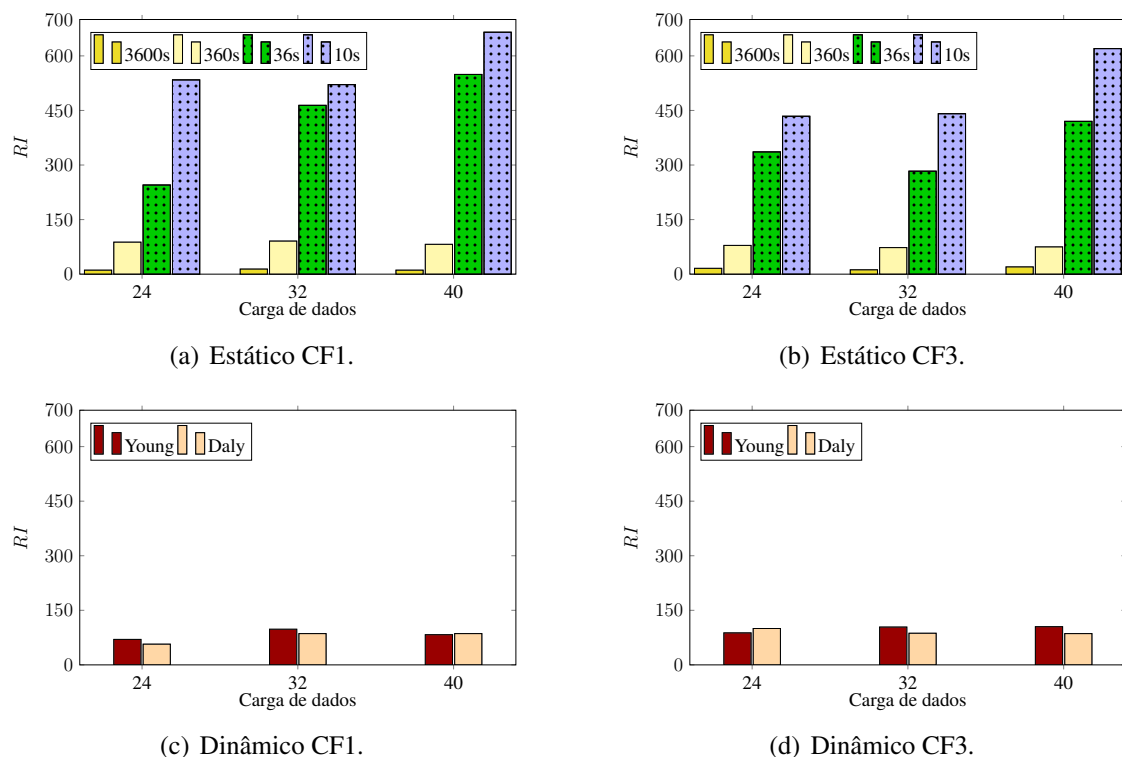 700
600
450
300
150
0
RI
3600s 360s 36s 10s
24 32 40
Carga de dados
(a) Estático CF1.
700
600
450
300
150
0
RI
3600s 360s 36s 10s
24 32 40
Carga de dados
(b) Estático CF3.
700
600
450
300
150
0
RI
Young Daly
24 32 40
Carga de dados
(c) Dinâmico CF1.
700
600
450
300
150
0
RI
Young Daly
24 32 40
Carga de dados
(d) Dinâmico CF3.